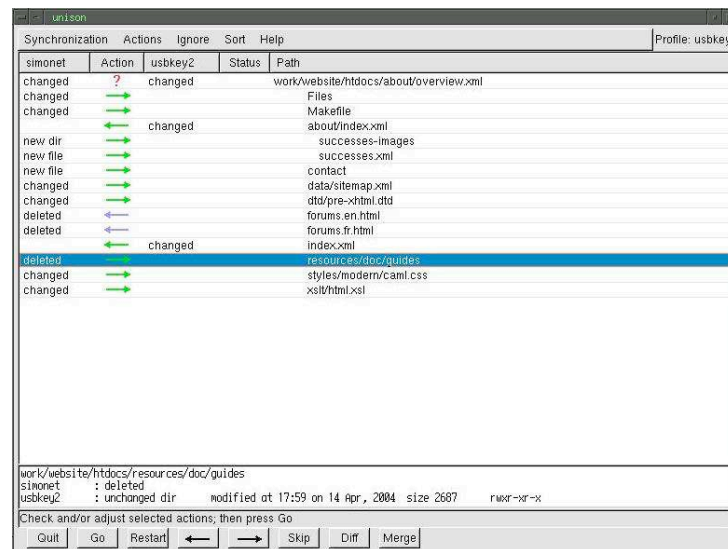 unison
Synchronization Actions Ignore Sort Help Profile: usbkey
simonet Action usbkey2 Status Path
changed ? changed work/website/htdocs/about/overview.xml
changed Files
changed Makefile
changed about/index.xml
new dir successes-images
new file successes.xml
new file contact
changed data/sitemap.xml
changed dtd/pre-xhtml.dtd
deleted forums.en.html
deleted forums.fr.html
changed index.xml
deleted resources/doc/guides
changed styles/modern/caml.css
changed xslt/html.xsl
work/website/htdocs/resources/doc/guides
simonet : deleted
usbkey2 : unchanged dir modified at 17:59 on 14 Apr, 2004 size 2687 rwxr-xr-x
Check and/or adjust selected actions; then press Go
Quit Go Restart Skip Diff Merge